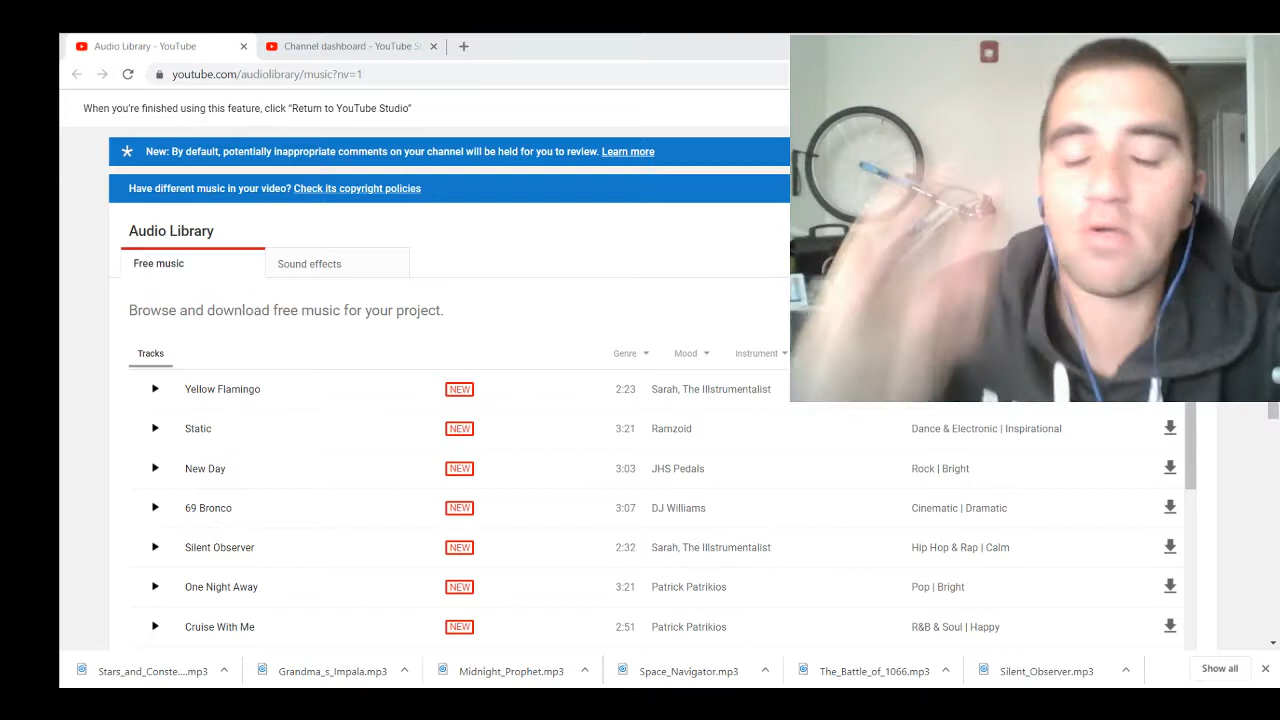 Audio Library - YouTube
Channel dashboard - YouTube St
youtube.com/audiolibrary/music?nv=1
When you're finished using this feature, click "Return to YouTube Studio"
New: By default, potentially inappropriate comments on your channel will be held for you to review. Learn more
Have different music in your video? Check its copyright policies
Audio Library
Free music
Sound effects
Browse and download free music for your project.
Tracks Genre Mood Instrument
Yellow Flamingo NEW 2:23 Sarah, The Illstrumentalist
Static NEW 3:21 Ramzoid Dance & Electronic | Inspirational
New Day NEW 3:03 JHS Pedals Rock | Bright
69 Bronco NEW 3:07 DJ Williams Cinematic | Dramatic
Silent Observer NEW 2:32 Sarah, The Illstrumentalist Hip Hop & Rap | Calm
One Night Away NEW 3:21 Patrick Patrikios Pop | Bright
Cruise With Me NEW 2:51 Patrick Patrikios R&B & Soul | Happy
Stars_and_Conste....mp3 Grandma_s_Impala.mp3 Midnight_Prophet.mp3 Space_Navigator.mp3 The_Battle_of_1066.mp3 Silent_Observer.mp3 Show all